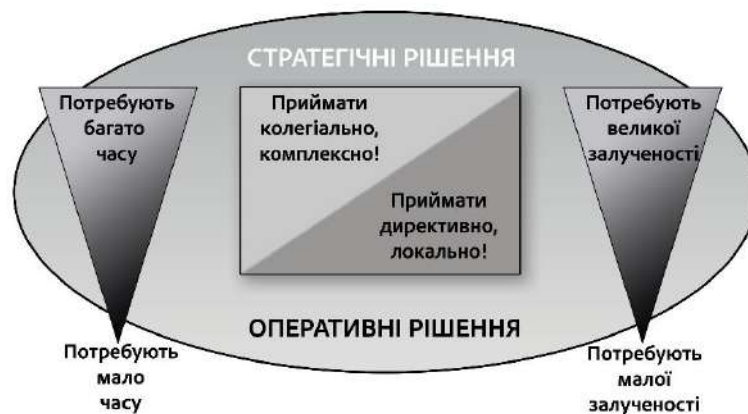 СТРАТЕГІЧНІ РІШЕННЯ
Потребують
багато
часу
Приймати
колегіально,
комплексно!
Потребують
великої
залученості
Приймати
директивно,
локально!
ОПЕРАТИВНІ РІШЕННЯ
Потребують
мало
часу
Потребують
малої
залученості